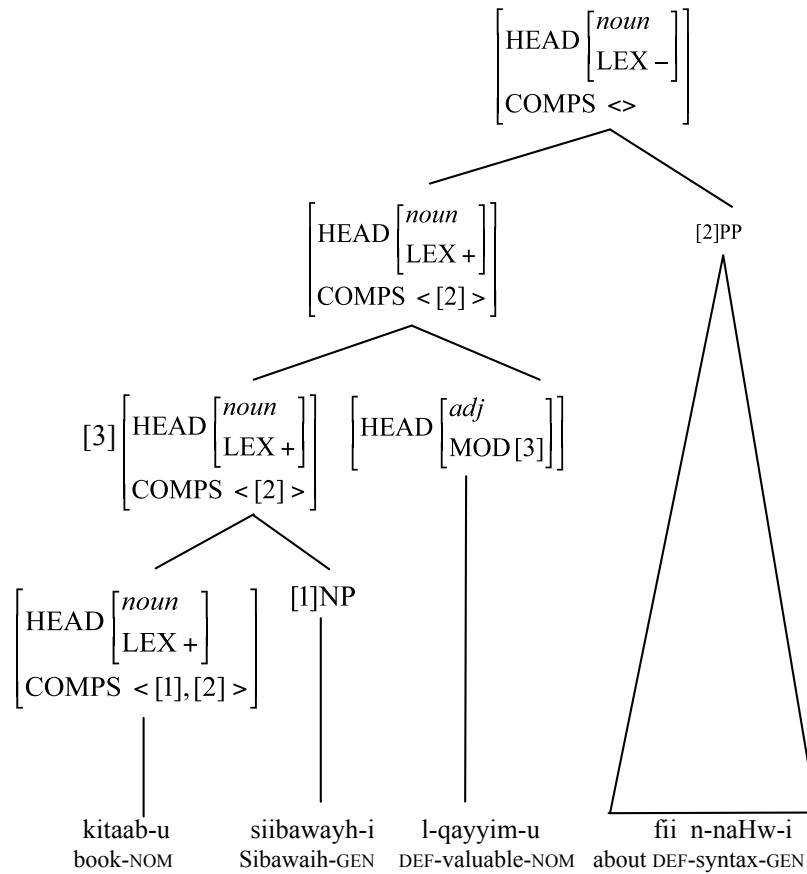 noun
HEAD
LEX –
COMPS <>
noun
HEAD
LEX +
COMPS < [2] >
[2]PP
noun
[3] HEAD
LEX +
COMPS < [2] >
adj
HEAD
MOD [3]
noun
HEAD
LEX +
COMPS < [1], [2] >
[1]NP
kitaab-u siibawayh-i l-qayyim-u fii n-naHw-i
book-NOM Sibawaih-GEN DEF-valuable-NOM about DEF-syntax-GEN